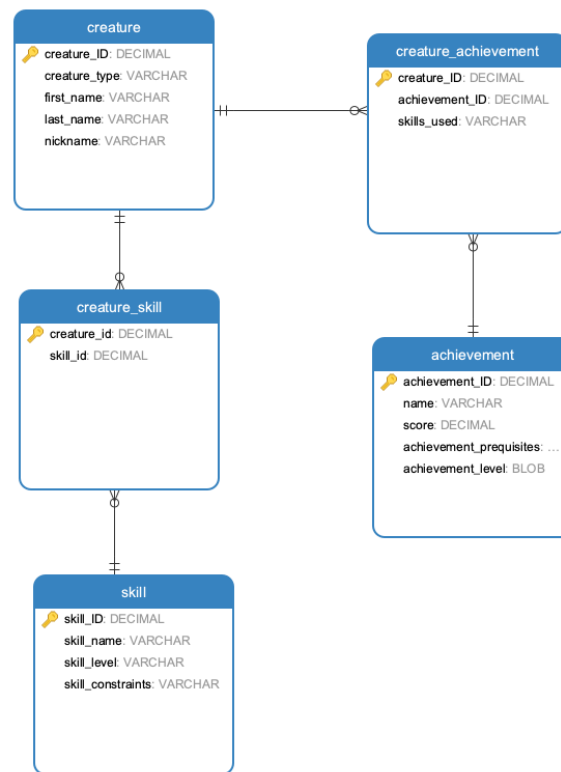 creature
creature_ID: DECIMAL
creature_type: VARCHAR
first_name: VARCHAR
last_name: VARCHAR
nickname: VARCHAR
creature_achievement
creature_ID: DECIMAL
achievement_ID: DECIMAL
skills_used: VARCHAR
creature_skill
creature_id: DECIMAL
skill_id: DECIMAL
achievement
achievement_ID: DECIMAL
name: VARCHAR
score: DECIMAL
achievement_prequisites: ...
achievement_level: BLOB
skill
skill_ID: DECIMAL
skill_name: VARCHAR
skill_level: VARCHAR
skill_constraints: VARCHAR